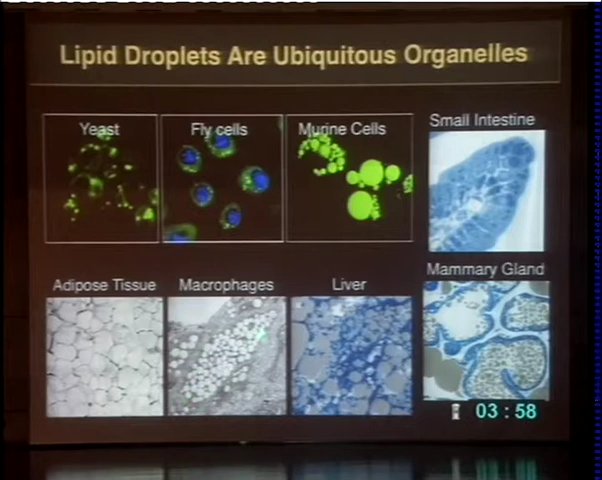 Lipid Droplets Are Ubiquitous Organelles
Yeast
Fly cells
Murine Cells
Small Intestine
Adipose Tissue
Macrophages
Liver
Mammary Gland
03:58